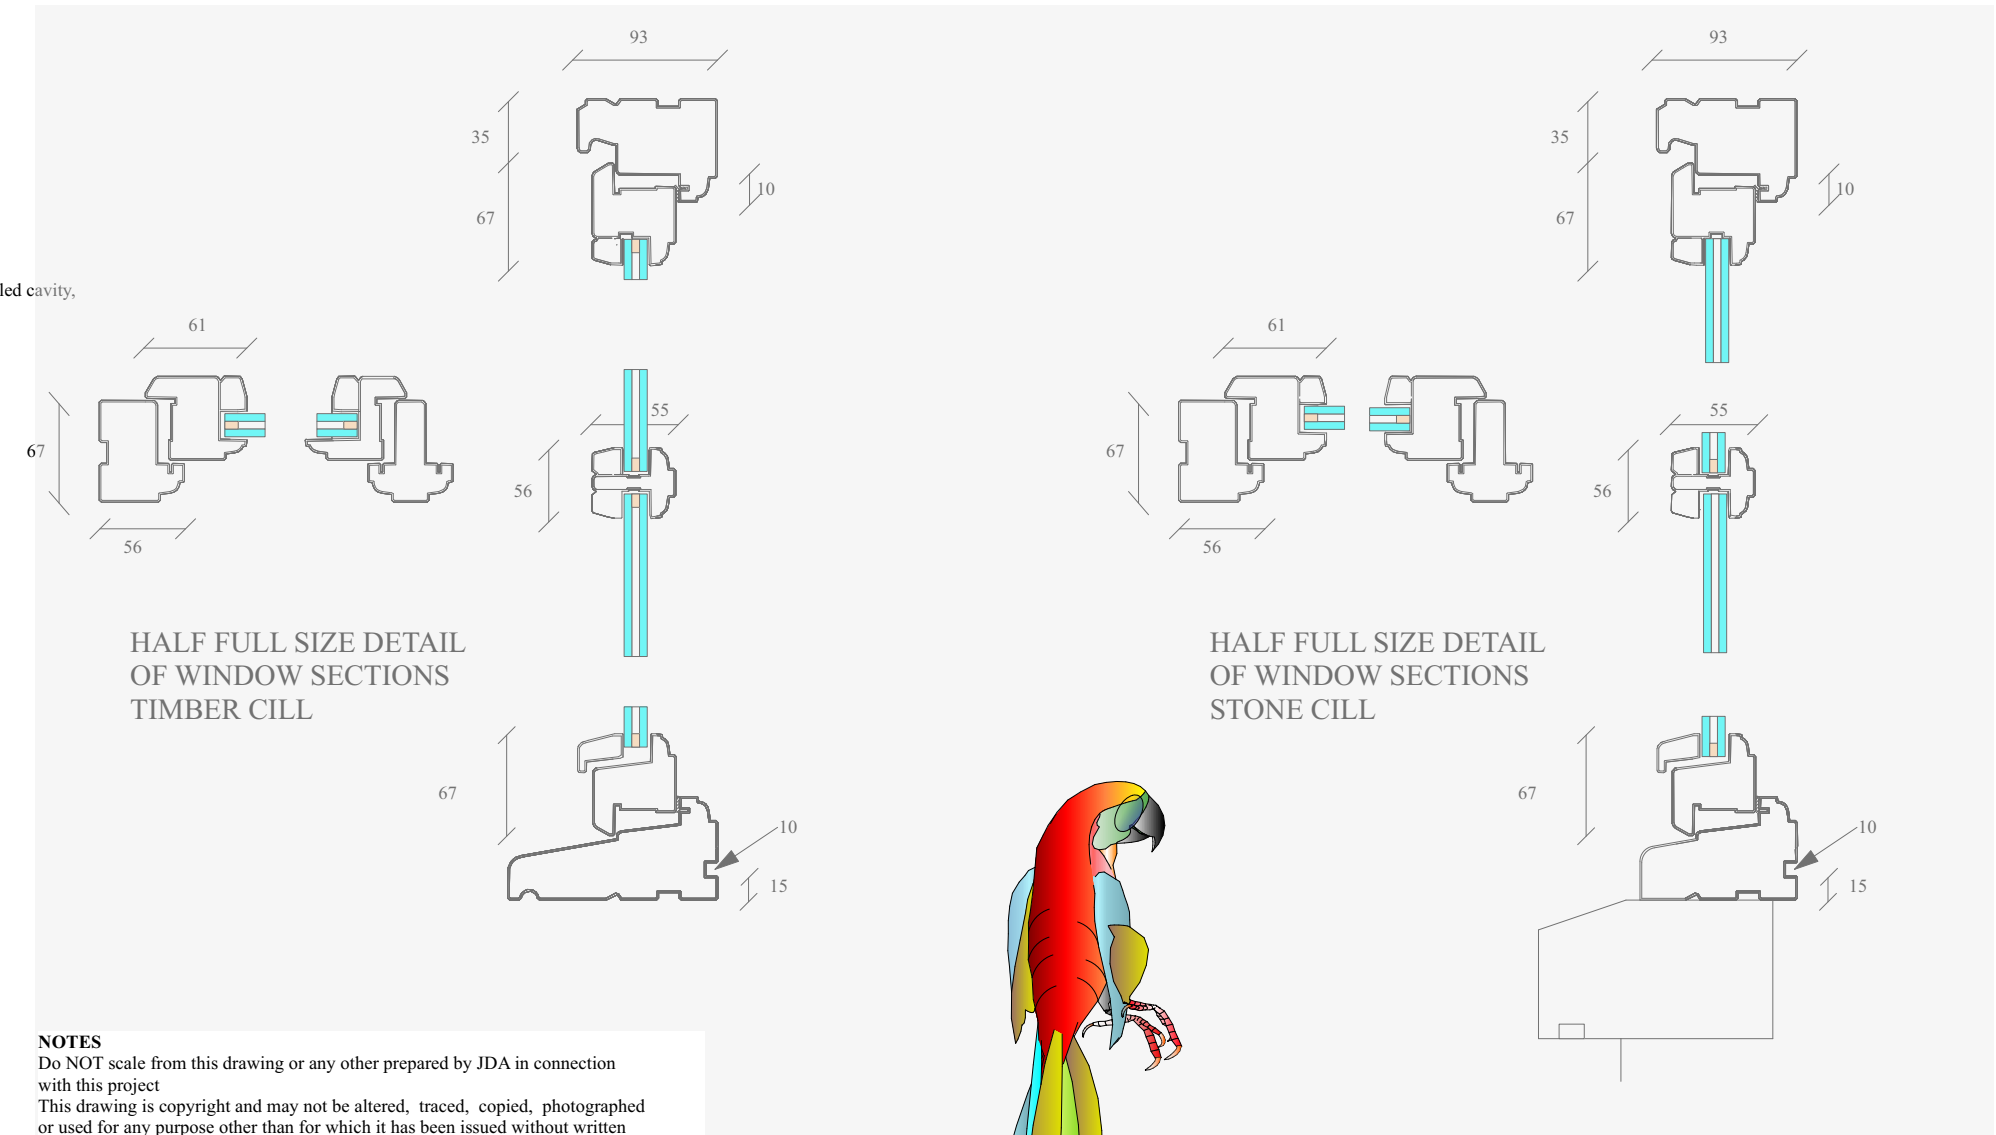 93
35
10
67
led cavity,
61
67
56
55
56
HALF FULL SIZE DETAIL
OF WINDOW SECTIONS
TIMBER CILL
67
10
15
93
35
10
67
61
67
56
55
56
HALF FULL SIZE DETAIL
OF WINDOW SECTIONS
STONE CILL
67
10
15
NOTES
Do NOT scale from this drawing or any other prepared by JDA in connection
with this project
This drawing is copyright and may not be altered, traced, copied, photographed
or used for any purpose other than for which it has been issued without written